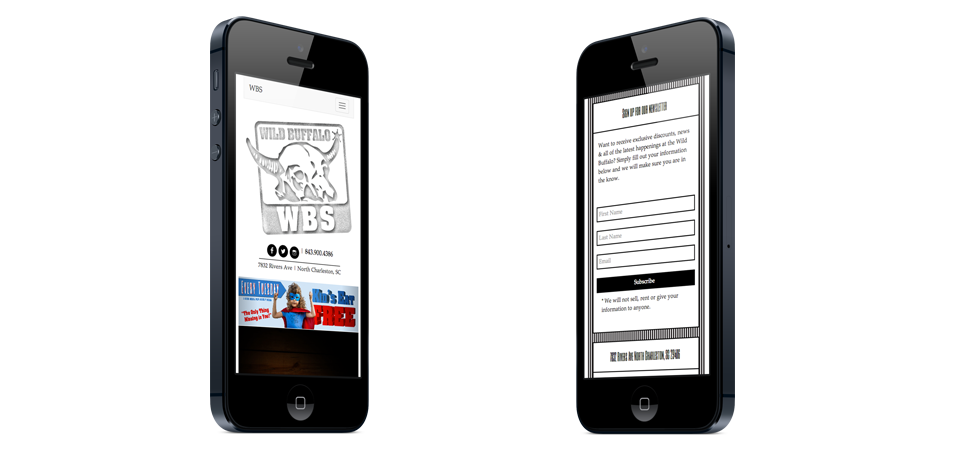 WBS
WILD BUFFALO
WBS
843.900.4386
7832 Rivers Ave | North Charleston, SC
EVERY TUESDAY
Kid's Eat
FREE
"The Only Thing
Missing is You!"
Sign up for our newsletter
Want to receive exclusive discounts, news
& all of the latest happenings at the Wild
Buffalo? Simply fill out your information
below and we will make sure you are in
the know.
First Name
Last Name
Email
Subscribe
*We will not sell, rent or give your
information to anyone.
7832 Rivers Ave North Charleston, SC 29406